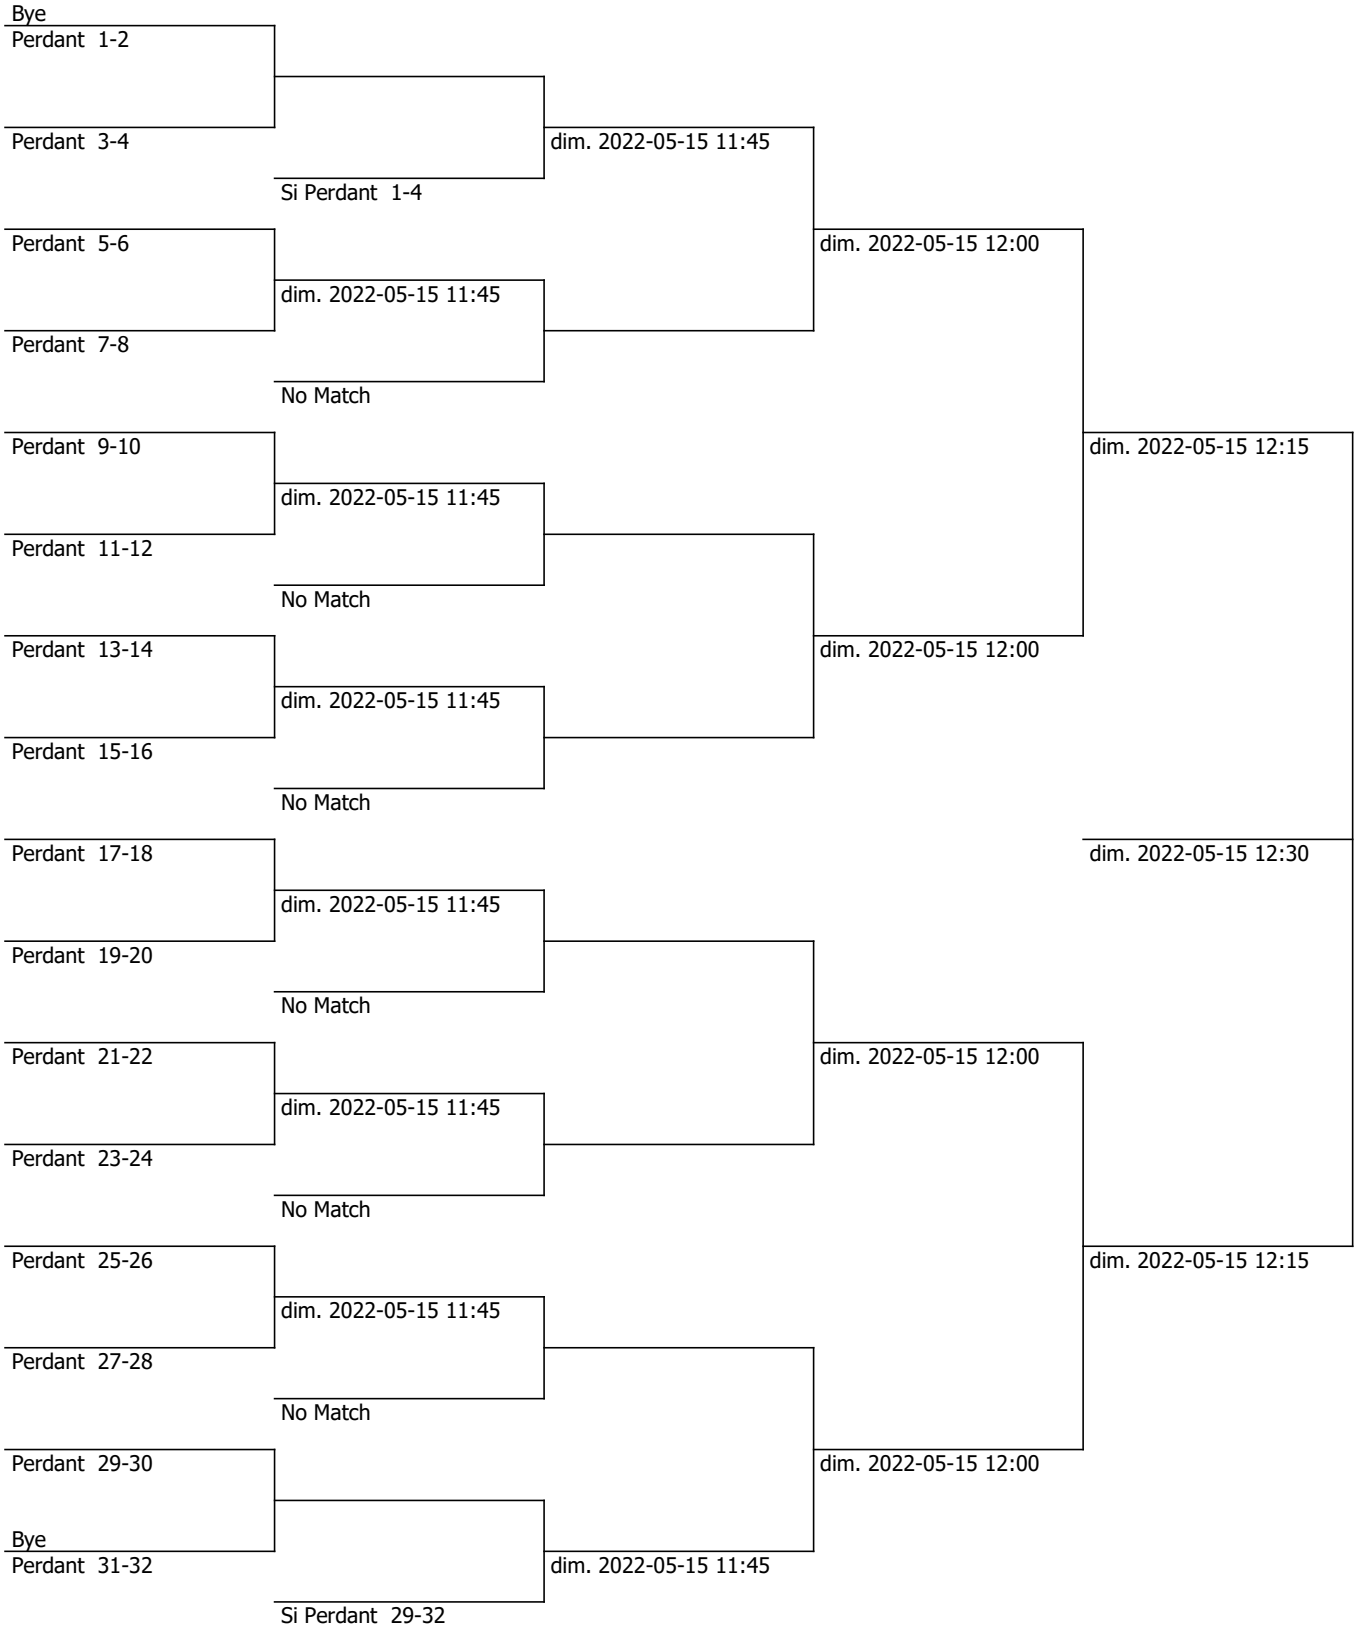 Bye
Perdant 1-2
Perdant 3-4
dim. 2022-05-15 11:45
Si Perdant 1-4
Perdant 5-6
dim. 2022-05-15 12:00
dim. 2022-05-15 11:45
Perdant 7-8
No Match
Perdant 9-10
dim. 2022-05-15 12:15
dim. 2022-05-15 11:45
Perdant 11-12
No Match
Perdant 13-14
dim. 2022-05-15 12:00
dim. 2022-05-15 11:45
Perdant 15-16
No Match
Perdant 17-18
dim. 2022-05-15 12:30
dim. 2022-05-15 11:45
Perdant 19-20
No Match
Perdant 21-22
dim. 2022-05-15 12:00
dim. 2022-05-15 11:45
Perdant 23-24
No Match
Perdant 25-26
dim. 2022-05-15 12:15
dim. 2022-05-15 11:45
Perdant 27-28
No Match
Perdant 29-30
dim. 2022-05-15 12:00
Bye
Perdant 31-32
dim. 2022-05-15 11:45
Si Perdant 29-32